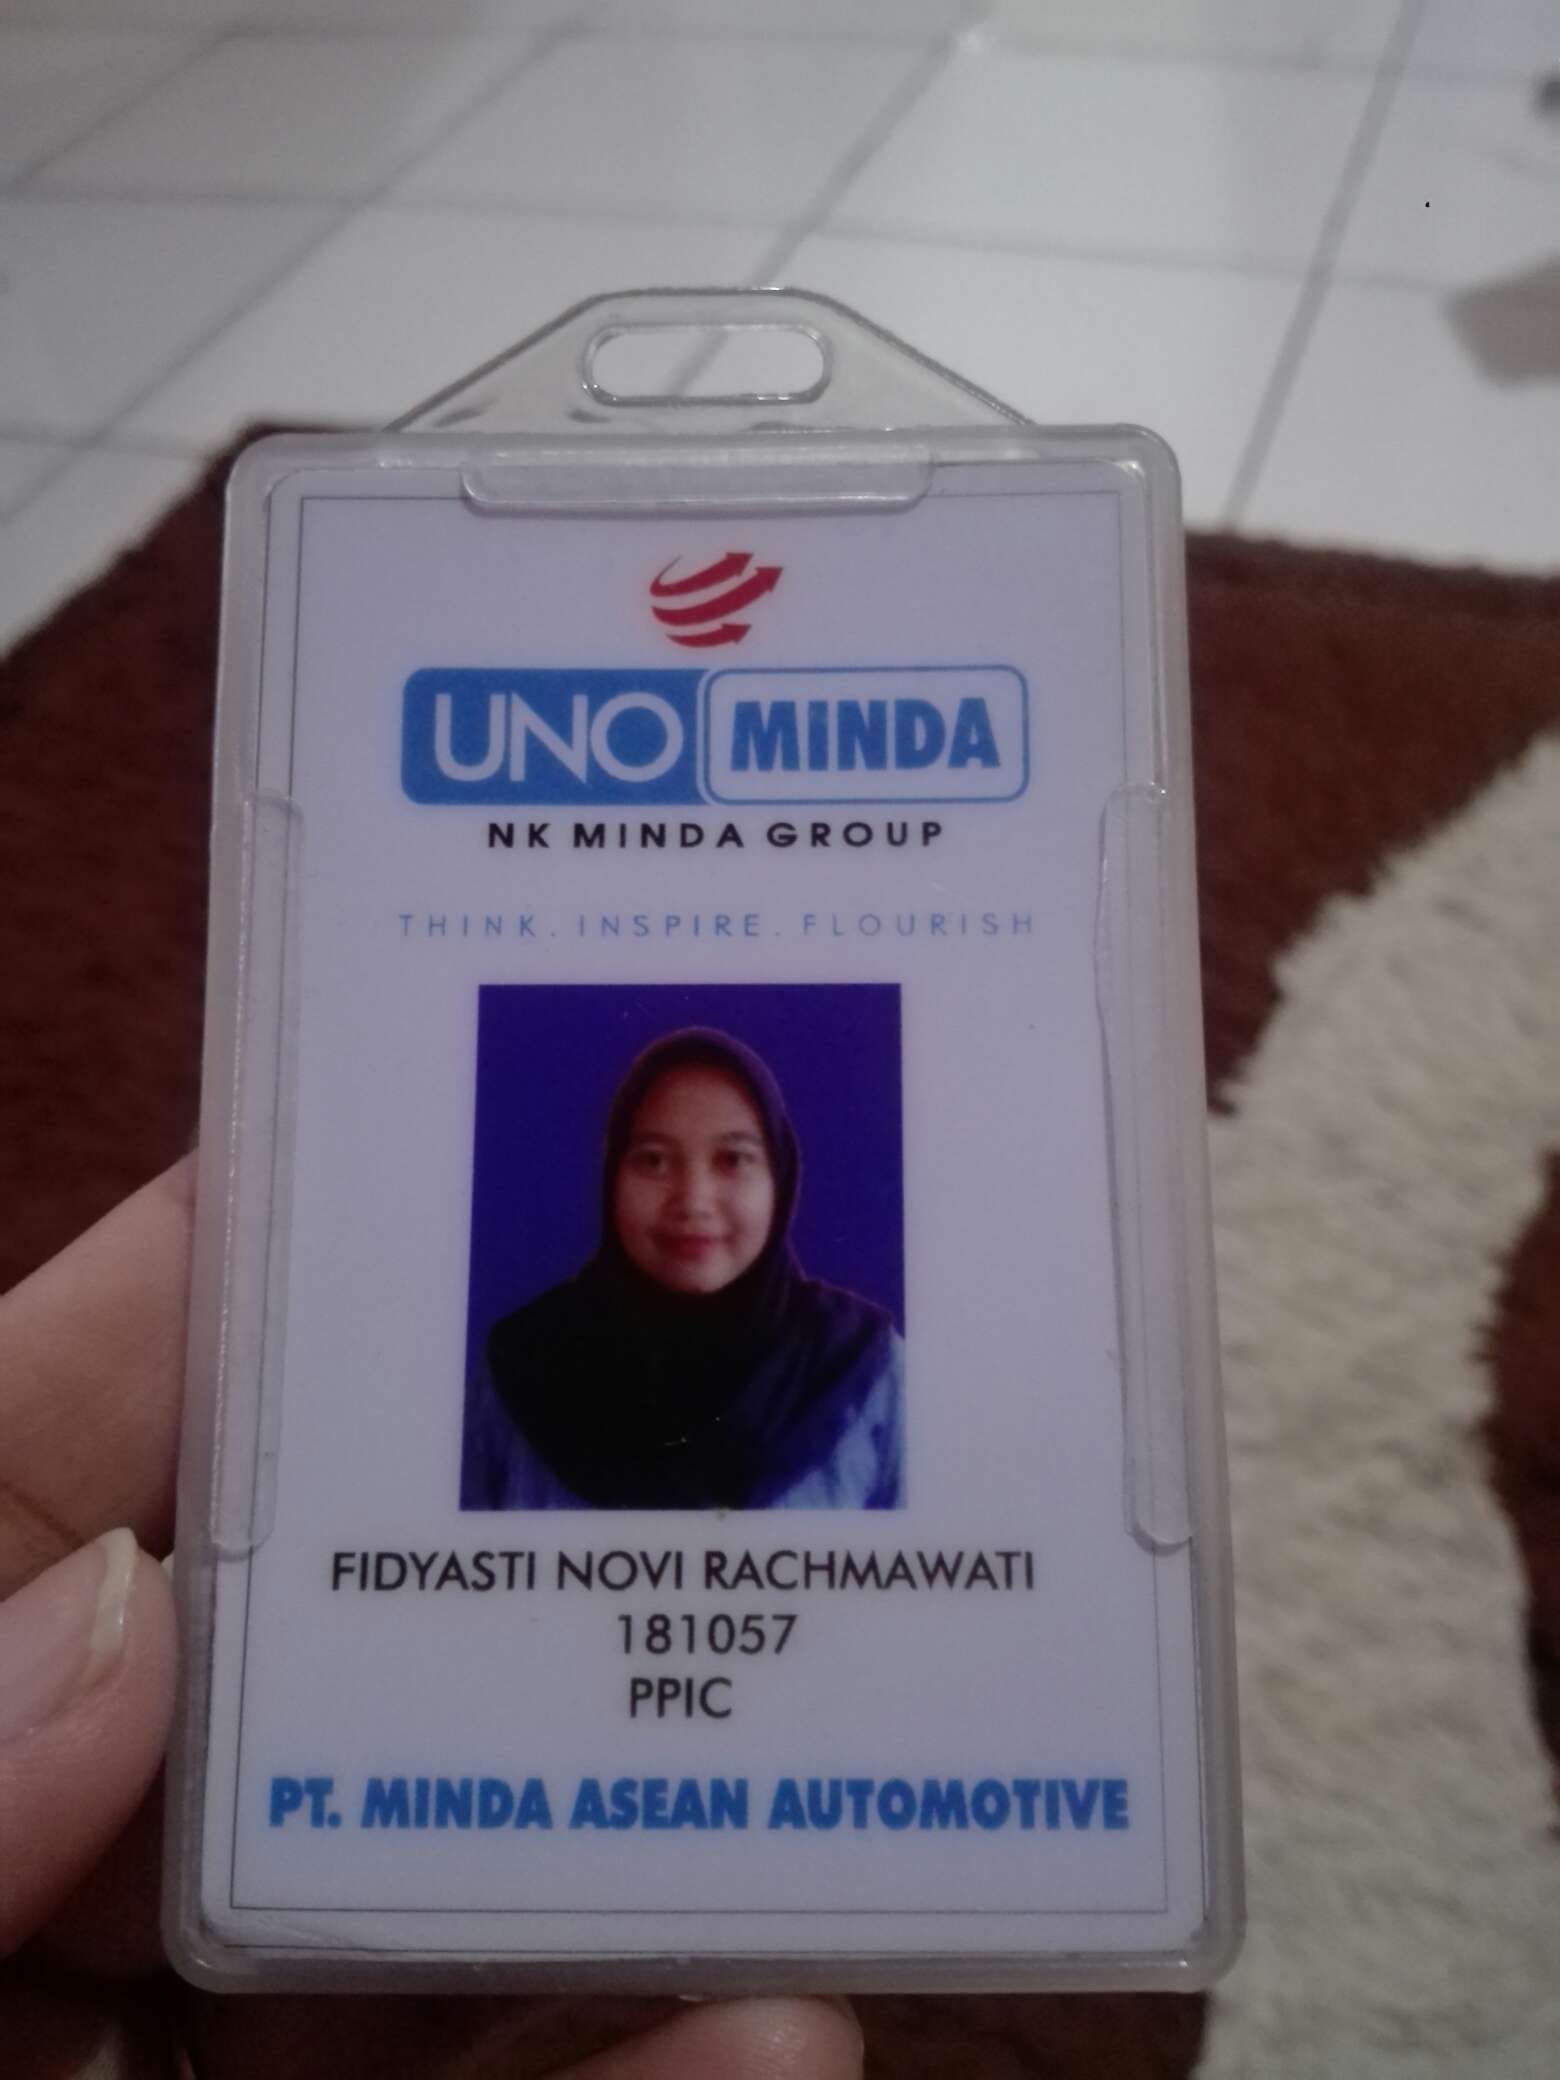 UNO MINDA
NK MINDA GROUP
THINK. INSPIRE. FLOURISH
FIDYASTI NOVI RACHMAWATI
181057
PPIC
PT. MINDA ASEAN AUTOMOTIVE